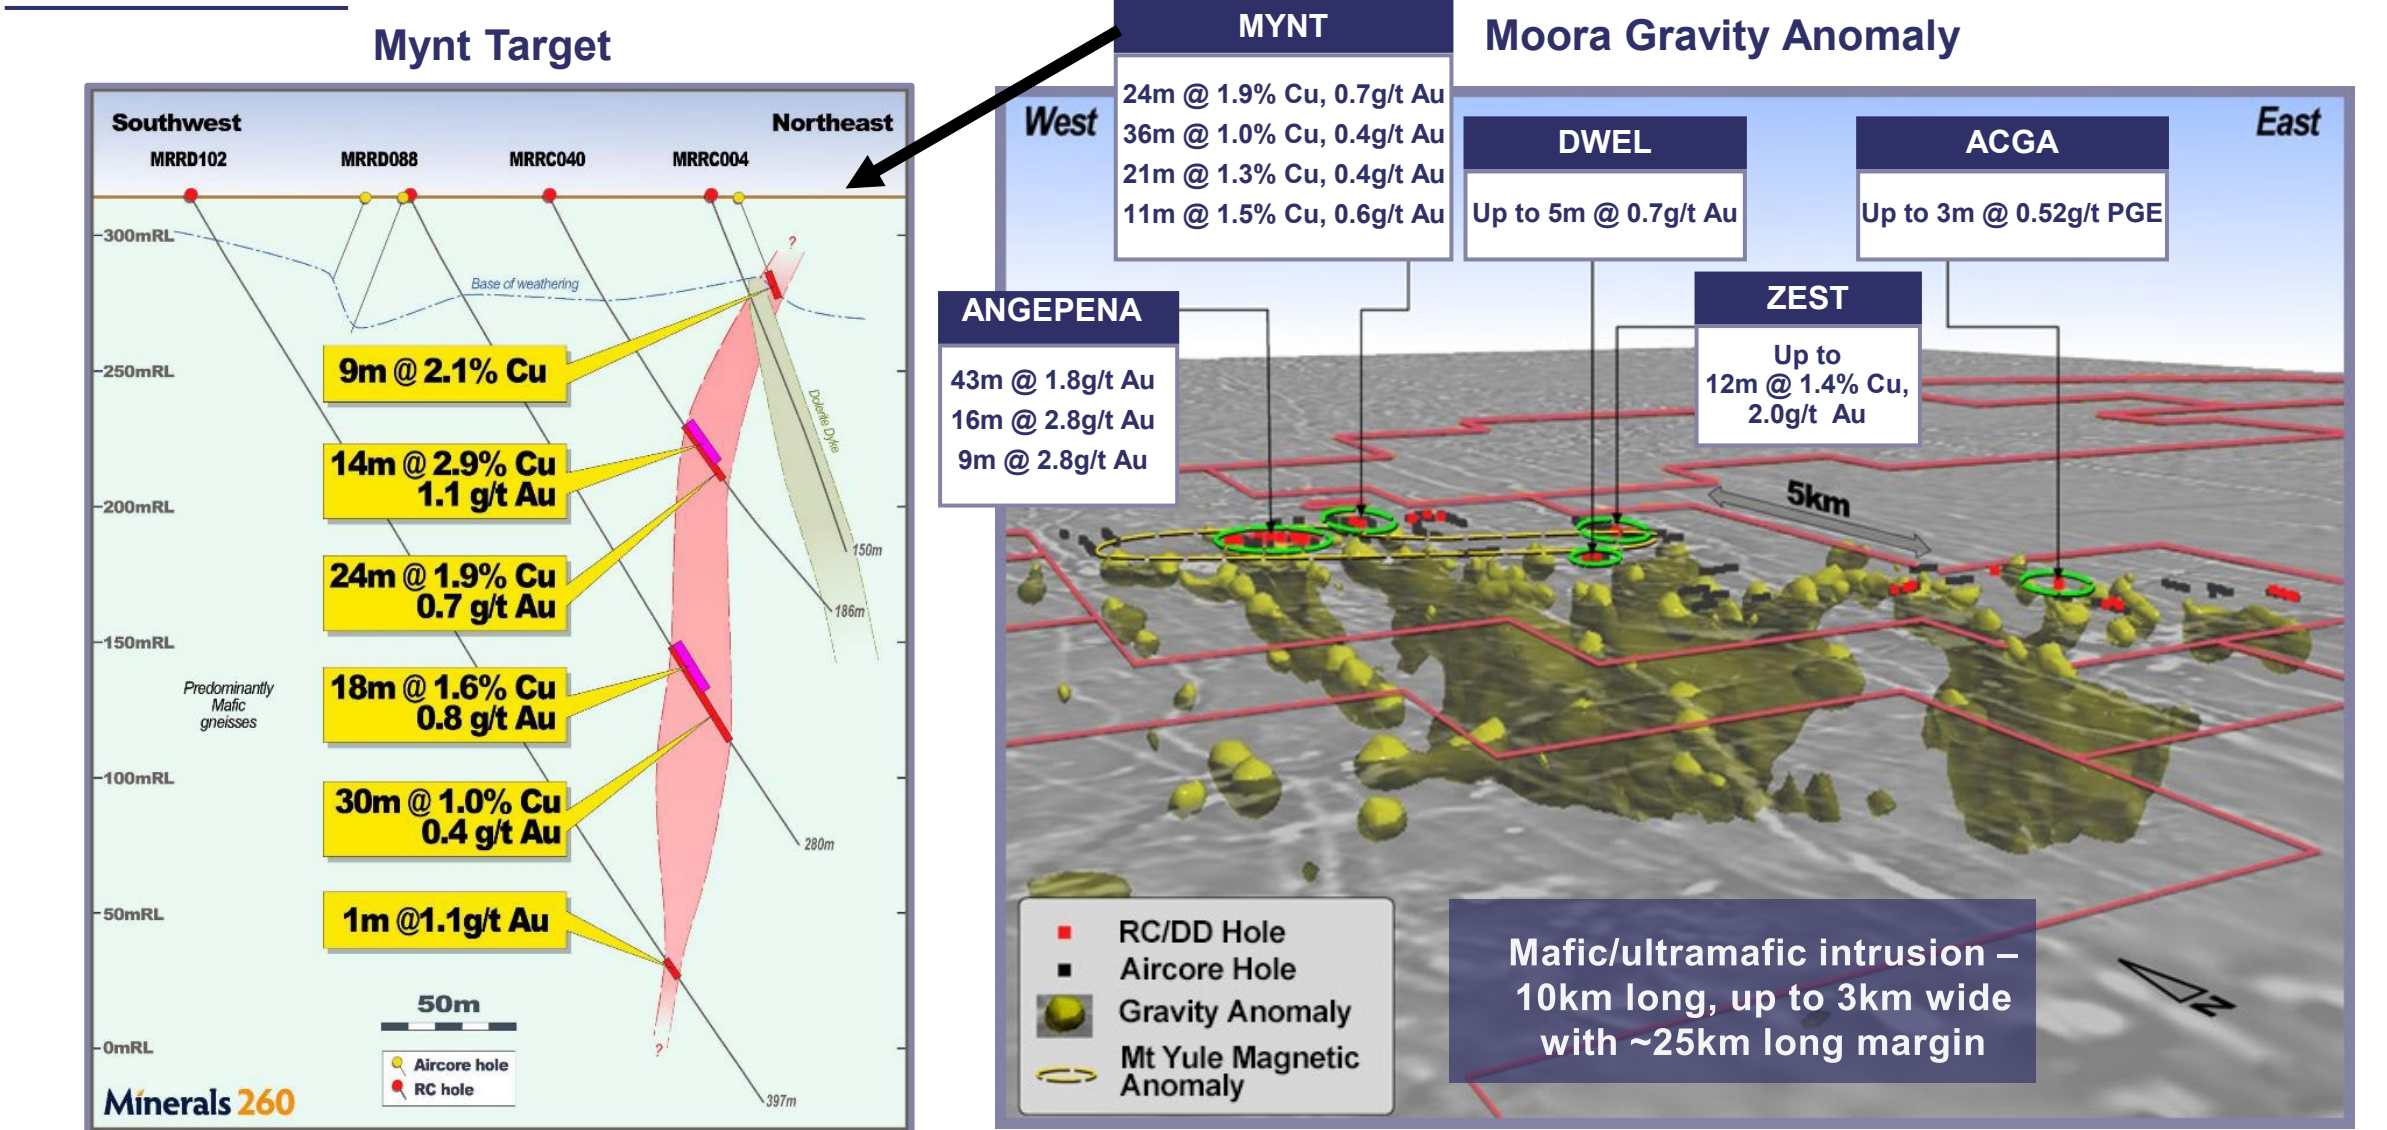 Mynt Target
Southwest
Northeast
MRRD102
MRRD088
MRRC040
MRRC004
300mRL
250mRL
200mRL
150mRL
100mRL
50mRL
0mRL
?
Base of weathering
Dolerite Dyke
9m @ 2.1% Cu
14m @ 2.9% Cu
1.1 g/t Au
24m @ 1.9% Cu
0.7 g/t Au
18m @ 1.6% Cu
0.8 g/t Au
30m @ 1.0% Cu
0.4 g/t Au
1m @1.1g/t Au
150m
186m
280m
397m
?
Predominantly
Mafic
gneisses
50m
Aircore hole
RC hole
Minerals 260
Moora Gravity Anomaly
West
East
MYNT
24m @ 1.9% Cu, 0.7g/t Au
36m @ 1.0% Cu, 0.4g/t Au
21m @ 1.3% Cu, 0.4g/t Au
11m @ 1.5% Cu, 0.6g/t Au
DWEL
Up to 5m @ 0.7g/t Au
ACGA
Up to 3m @ 0.52g/t PGE
ANGEPENA
43m @ 1.8g/t Au
16m @ 2.8g/t Au
9m @ 2.8g/t Au
ZEST
Up to
12m @ 1.4% Cu,
2.0g/t Au
5km
RC/DD Hole
Aircore Hole
Gravity Anomaly
Mt Yule Magnetic
Anomaly
Mafic/ultramafic intrusion –
10km long, up to 3km wide
with ~25km long margin
N